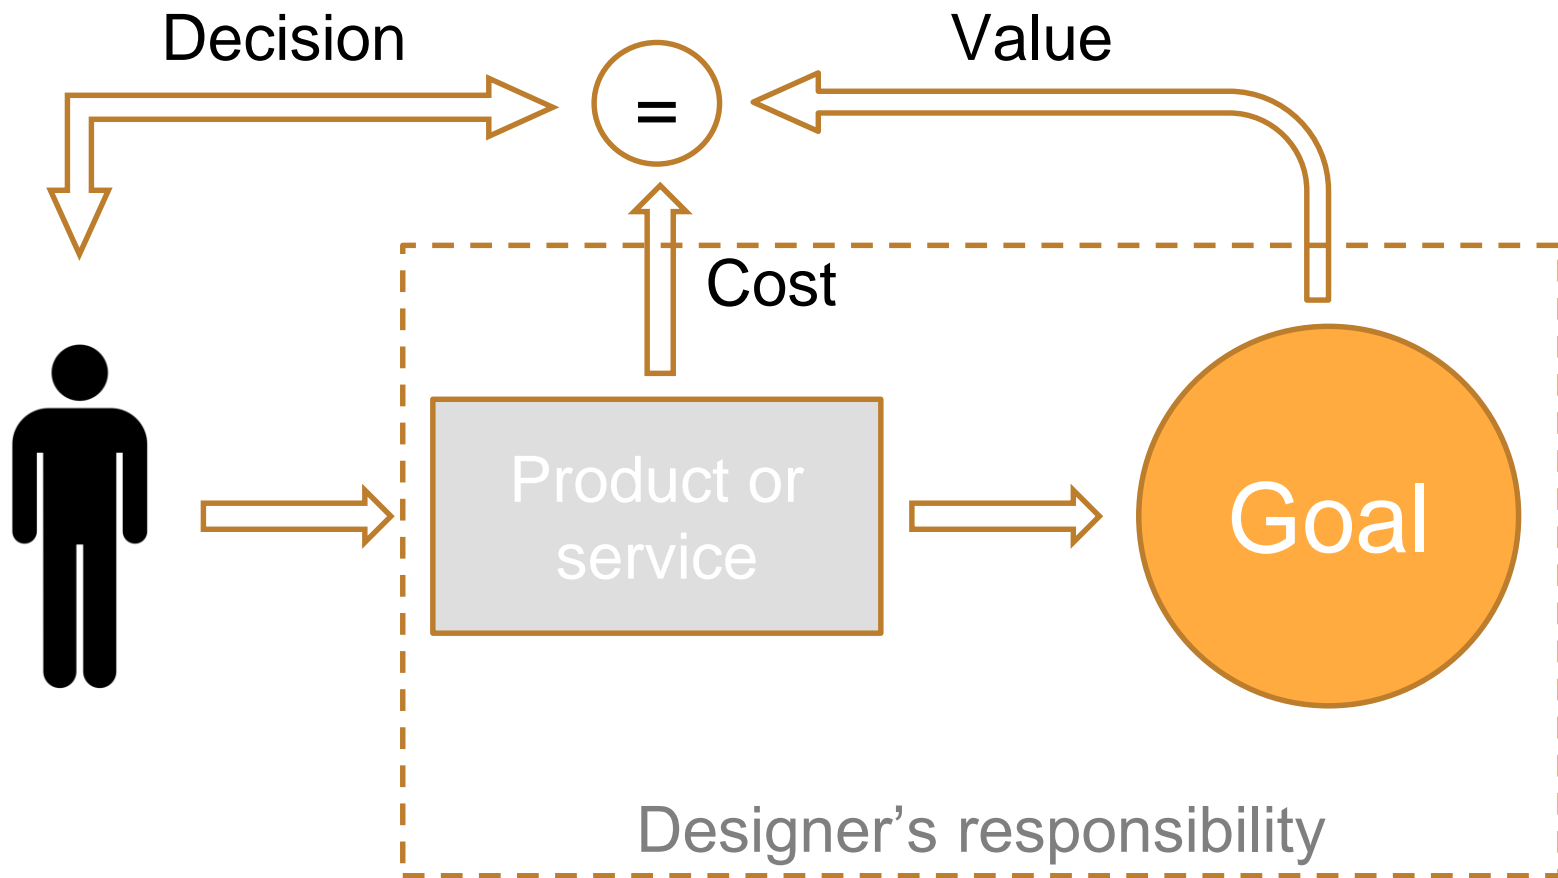 Decision
Value
=
Cost
Product or
service
Goal
Designer’s responsibility